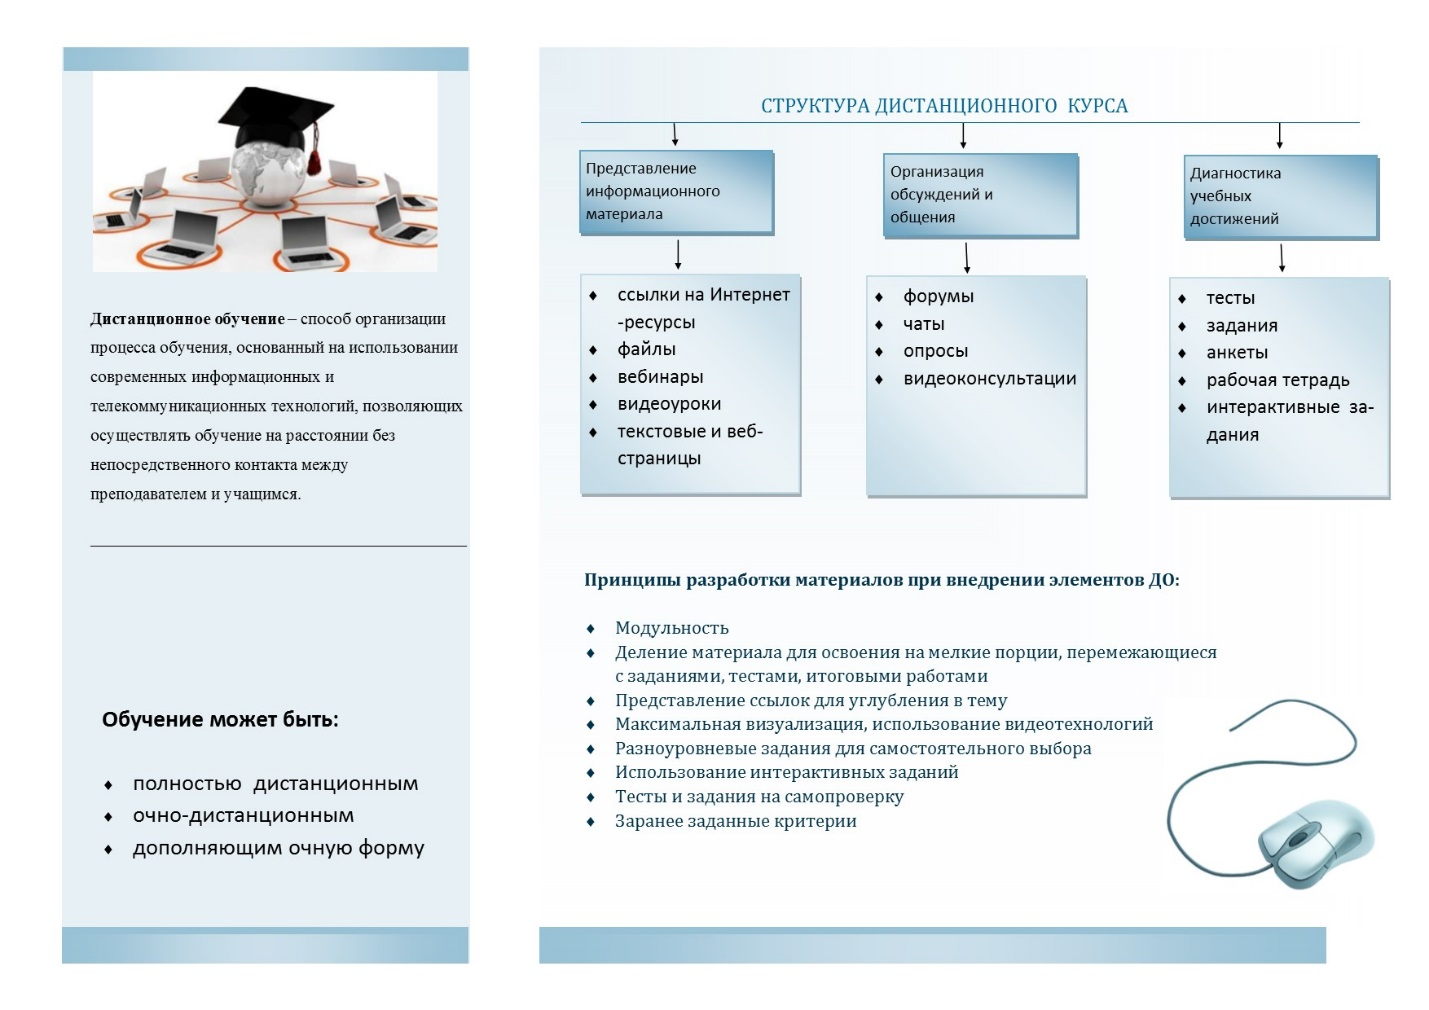 Дистанционное обучение – способ организации
процесса обучения, основанный на использовании
современных информационных и
телекоммуникационных технологий, позволяющих
осуществлять обучение на расстоянии без
непосредственного контакта между
преподавателем и учащимся.
Обучение может быть:
♦ полностью дистанционным
♦ очно-дистанционным
♦ дополняющим очную форму
СТРУКТУРА ДИСТАНЦИОННОГО КУРСА
Представление
информационного
материала
♦ ссылки на Интернет
-ресурсы
♦ файлы
♦ вебинары
♦ видеоуроки
♦ текстовые и веб-
страницы
Организация
обсуждений и
общения
♦ форумы
♦ чаты
♦ опросы
♦ видеоконсультации
Диагностика
учебных
достижений
♦ тесты
♦ задания
♦ анкеты
♦ рабочая тетрадь
♦ интерактивные за-
дания
Принципы разработки материалов при внедрении элементов ДО:
♦ Модульность
♦ Деление материала для освоения на мелкие порции, перемежающиеся
с заданиями, тестами, итоговыми работами
♦ Представление ссылок для углубления в тему
♦ Максимальная визуализация, использование видеотехнологий
♦ Разноуровневые задания для самостоятельного выбора
♦ Использование интерактивных заданий
♦ Тесты и задания на самопроверку
♦ Заранее заданные критерии